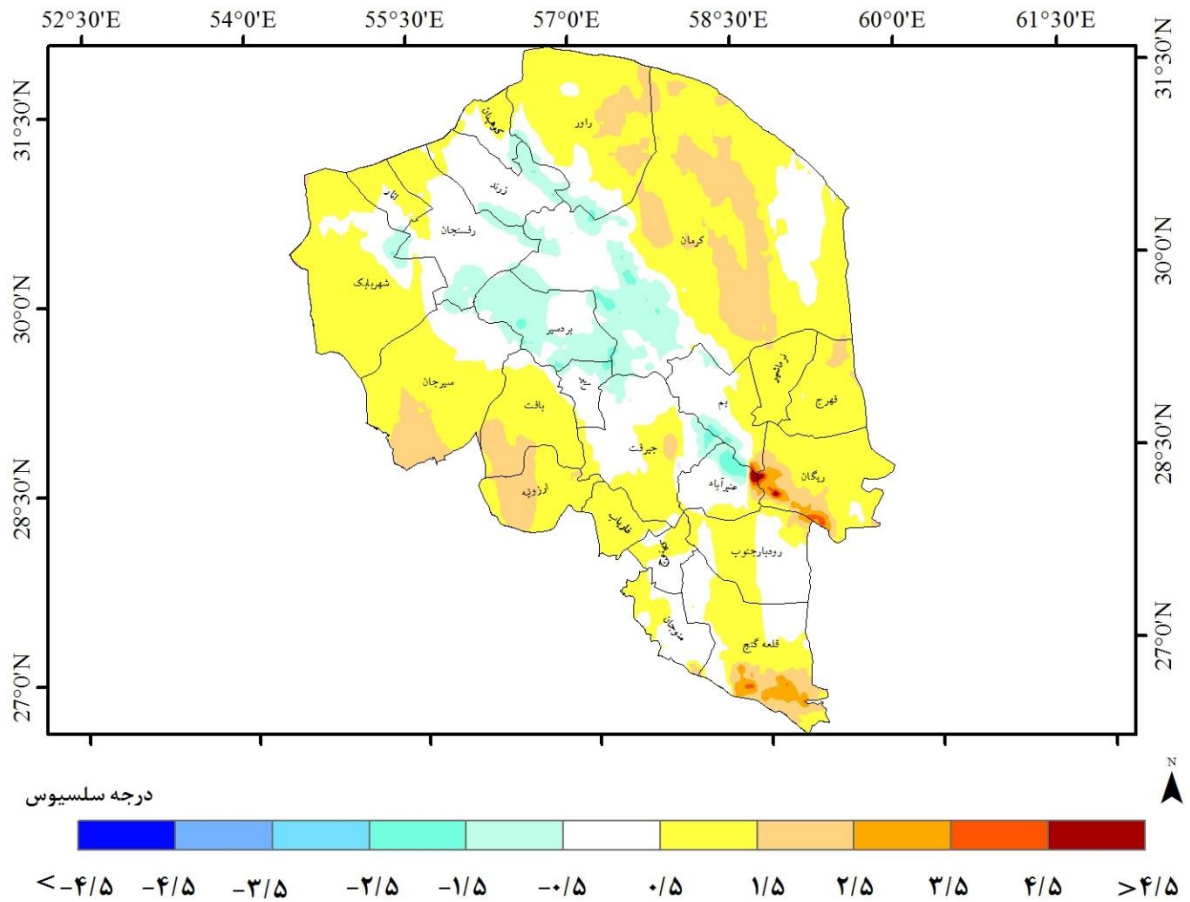 52°30'E 54°0'E 55°30'E 57°0'E 58°30'E 60°0'E 61°30'E
31°30'N
31°30'N
30°0'N
30°0'N
28°30'N
28°30'N
27°0'N
27°0'N
کوهبنان
راور
زرند
انار
رفسنجان
کرمان
شهربابک
بردسیر
نرماشیر
سیرجان
رابر
بافت
بم
فهرج
جیرفت
ریگان
عنبرآباد
ارزوئیه
فاریاب
رودبارجنوب
کهنوج
منوجان
قلعه گنج
N
درجه سلسیوس
<-۴/۵ -۴/۵ -۳/۵ -۲/۵ -۱/۵ -۰/۵ ۰/۵ ۱/۵ ۲/۵ ۳/۵ ۴/۵ >۴/۵